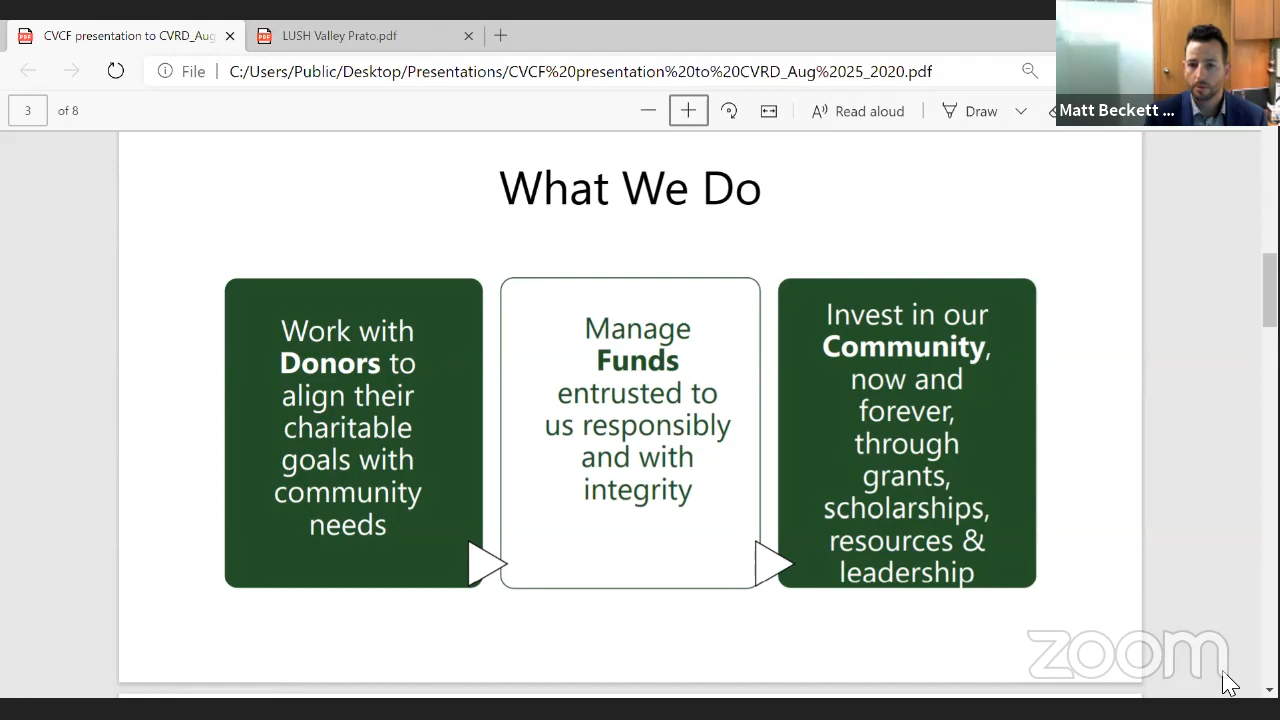 CVCF presentation to CVRD_Aug
LUSH Valley Prato.pdf
File
C:/Users/Public/Desktop/Presentations/CVCF%20presentation%20to%20CVRD_Aug%2025_2020.pdf
3
of 8
Read aloud
Draw
Matt Beckett ...
What We Do
Work with
Donors to
align their
charitable
goals with
community
needs
Manage
Funds
entrusted to
us responsibly
and with
integrity
Invest in our
Community,
now and
forever,
through
grants,
scholarships,
resources &
leadership
zoom